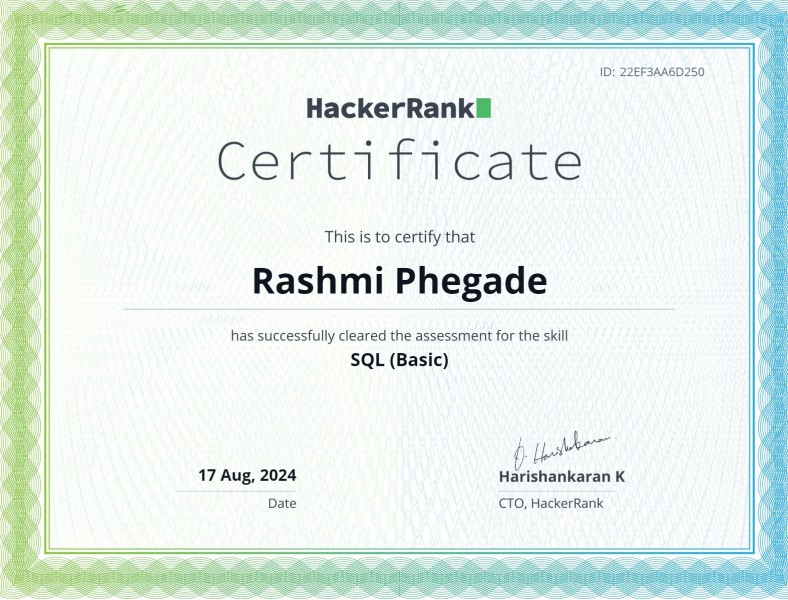 ID: 22EF3AA6D250
HackerRank
Certificate
This is to certify that
Rashmi Phegade
has successfully cleared the assessment for the skill
SQL (Basic)
17 Aug, 2024
Date
Harishankaran K
CTO, HackerRank